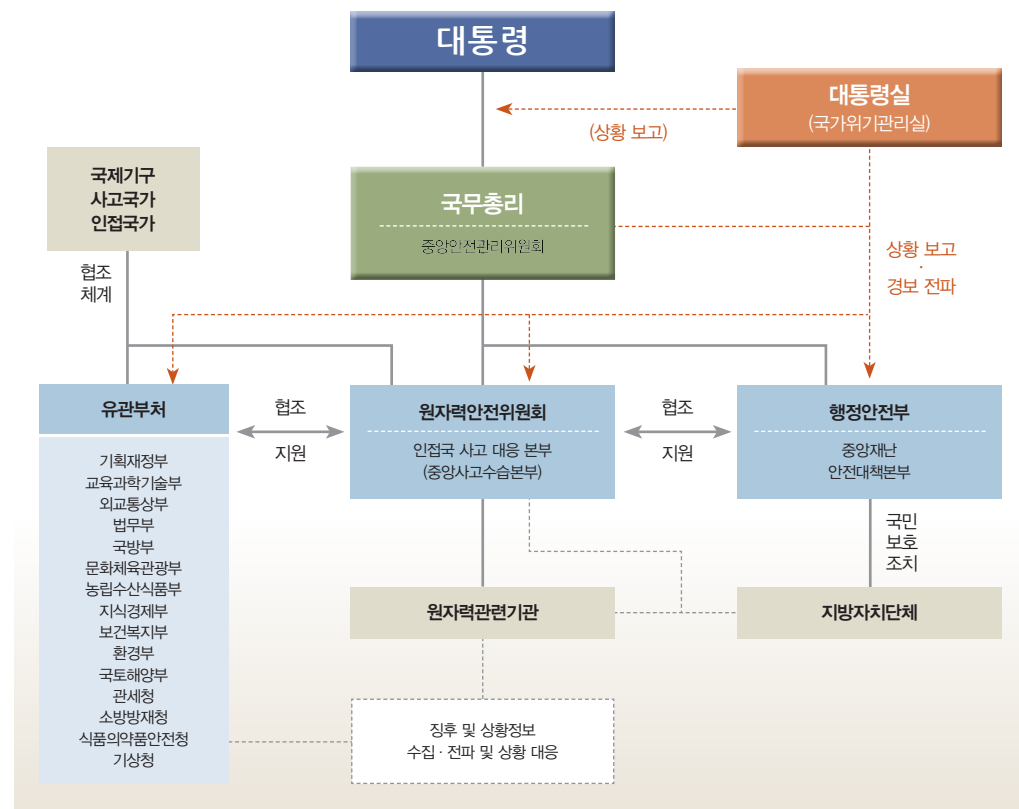 대통령
대통령실
(국가위기관리실)
(상황 보고)
국제기구
사고국가
인접국가
국무총리
중앙안전관리위원회
협조
체계
상황 보고
·
경보 전파
유관부처
협조
지원
원자력안전위원회
인접국 사고 대응 본부
(중앙사고수습본부)
협조
지원
행정안전부
중앙재난
안전대책본부
기획재정부
교육과학기술부
외교통상부
법무부
국방부
문화체육관광부
농림수산식품부
지식경제부
보건복지부
환경부
국토해양부
관세청
소방방재청
식품의약품안전청
기상청
국민
보호
조치
원자력관련기관
지방자치단체
징후 및 상황정보
수집 · 전파 및 상황 대응